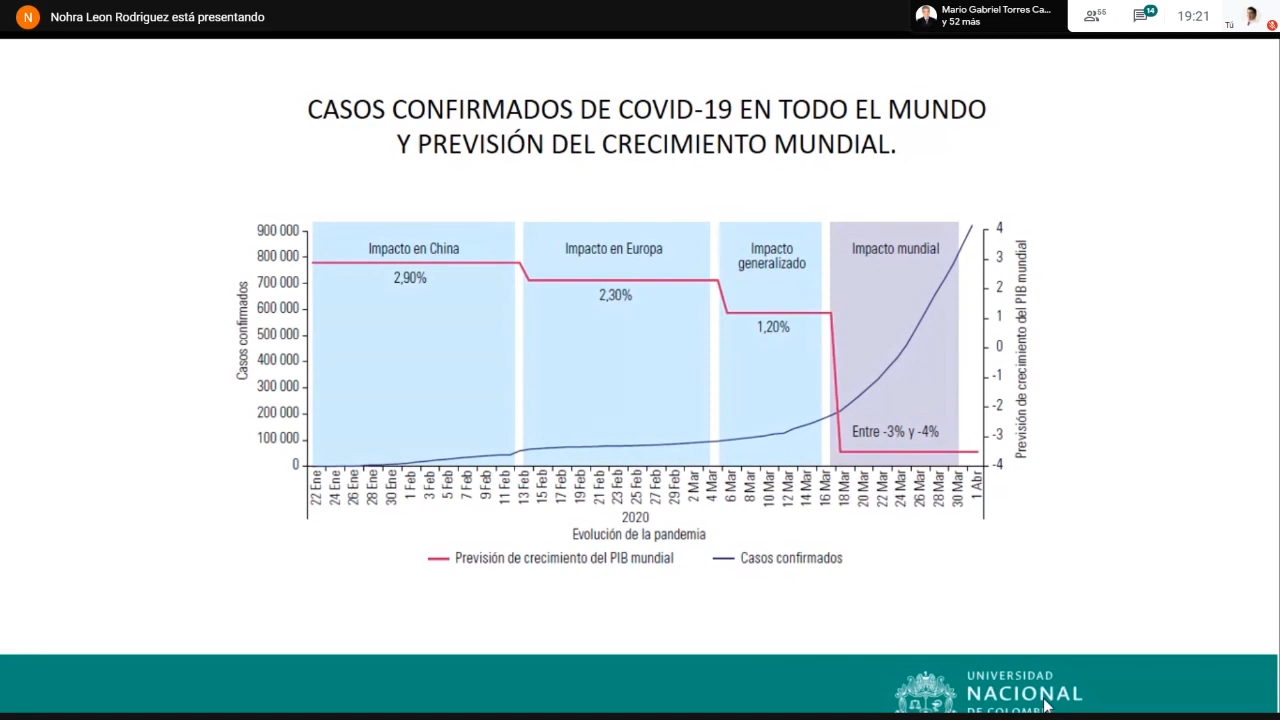 N Nohra Leon Rodriguez está presentando
Mario Gabriel Torres Ca...
y 52 más
55
14
19:21
Tú
CASOS CONFIRMADOS DE COVID-19 EN TODO EL MUNDO
Y PREVISIÓN DEL CRECIMIENTO MUNDIAL.
Casos confirmados
900 000
800 000
700 000
600 000
500 000
400 000
300 000
200 000
100 000
0
Impacto en China
2,90%
Impacto en Europa
2,30%
Impacto
generalizado
1,20%
Impacto mundial
Entre -3% y -4%
4
3
2
1
0
-1
-2
-3
-4
Previsión de crecimiento del PIB mundial
22 Ene
24 Ene
26 Ene
28 Ene
30 Ene
1 Feb
3 Feb
5 Feb
7 Feb
9 Feb
11 Feb
13 Feb
15 Feb
17 Feb
19 Feb
21 Feb
23 Feb
25 Feb
27 Feb
29 Feb
2 Mar
4 Mar
6 Mar
8 Mar
10 Mar
12 Mar
14 Mar
16 Mar
18 Mar
20 Mar
22 Mar
24 Mar
26 Mar
28 Mar
30 Mar
1 Abr
2020
Evolución de la pandemia
Previsión de crecimiento del PIB mundial
Casos confirmados
UNIVERSIDAD
NACIONAL
DE COLOMBIA